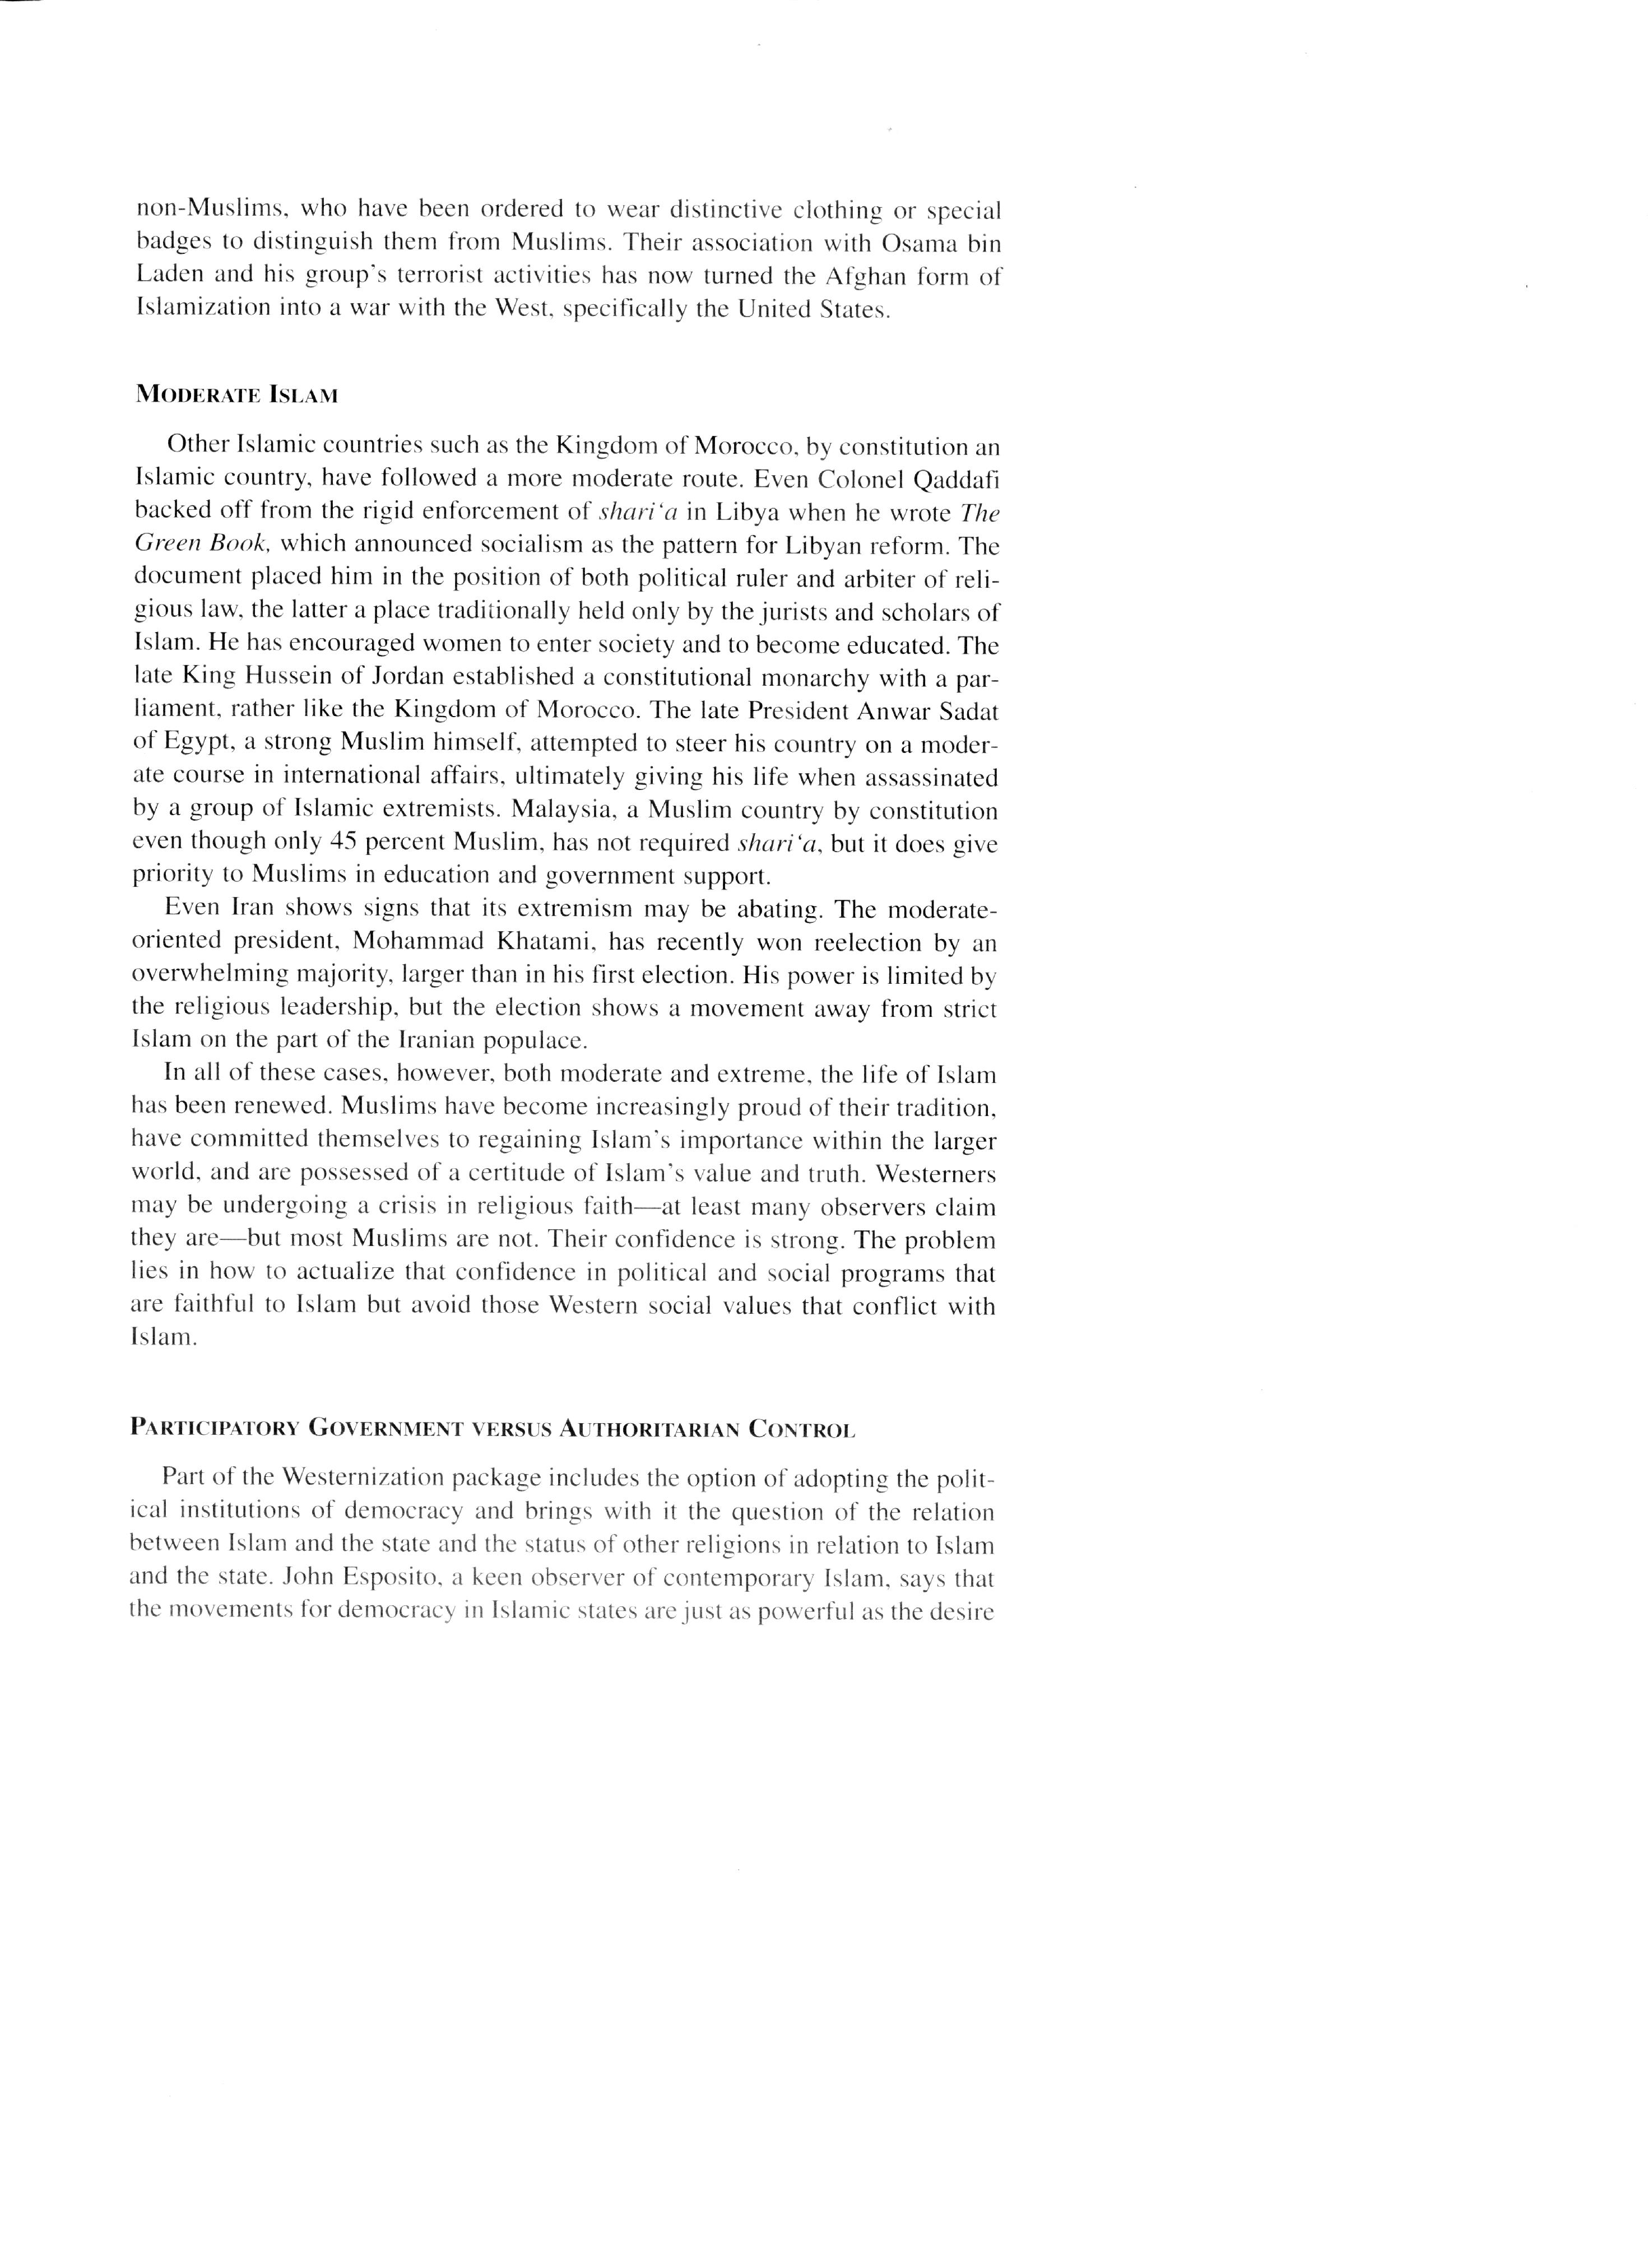 non-Muslims, who have been ordered to wear distinctive clothing or special
badges to distinguish them from Muslims. Their association with Osama bin
Laden and his group's terrorist activities has now turned the Afghan form of
Islamization into a war with the West, specifically the United States.
MODERATE ISLAM
Other Islamic countries such as the Kingdom of Morocco, by constitution an
Islamic country, have followed a more moderate route. Even Colonel Qaddafi
backed off from the rigid enforcement of shari‘a in Libya when he wrote The
Green Book, which announced socialism as the pattern for Libyan reform. The
document placed him in the position of both political ruler and arbiter of reli-
gious law, the latter a place traditionally held only by the jurists and scholars of
Islam. He has encouraged women to enter society and to become educated. The
late King Hussein of Jordan established a constitutional monarchy with a par-
liament, rather like the Kingdom of Morocco. The late President Anwar Sadat
of Egypt, a strong Muslim himself, attempted to steer his country on a moder-
ate course in international affairs, ultimately giving his life when assassinated
by a group of Islamic extremists. Malaysia, a Muslim country by constitution
even though only 45 percent Muslim, has not required shari‘a, but it does give
priority to Muslims in education and government support.
Even Iran shows signs that its extremism may be abating. The moderate-
oriented president, Mohammad Khatami, has recently won reelection by an
overwhelming majority, larger than in his first election. His power is limited by
the religious leadership, but the election shows a movement away from strict
Islam on the part of the Iranian populace.
In all of these cases, however, both moderate and extreme, the life of Islam
has been renewed. Muslims have become increasingly proud of their tradition,
have committed themselves to regaining Islam's importance within the larger
world, and are possessed of a certitude of Islam's value and truth. Westerners
may be undergoing a crisis in religious faith—at least many observers claim
they are—but most Muslims are not. Their confidence is strong. The problem
lies in how to actualize that confidence in political and social programs that
are faithful to Islam but avoid those Western social values that conflict with
Islam.
PARTICIPATORY GOVERNMENT VERSUS AUTHORITARIAN CONTROL
Part of the Westernization package includes the option of adopting the polit-
ical institutions of democracy and brings with it the question of the relation
between Islam and the state and the status of other religions in relation to Islam
and the state. John Esposito, a keen observer of contemporary Islam, says that
the movements for democracy in Islamic states are just as powerful as the desire